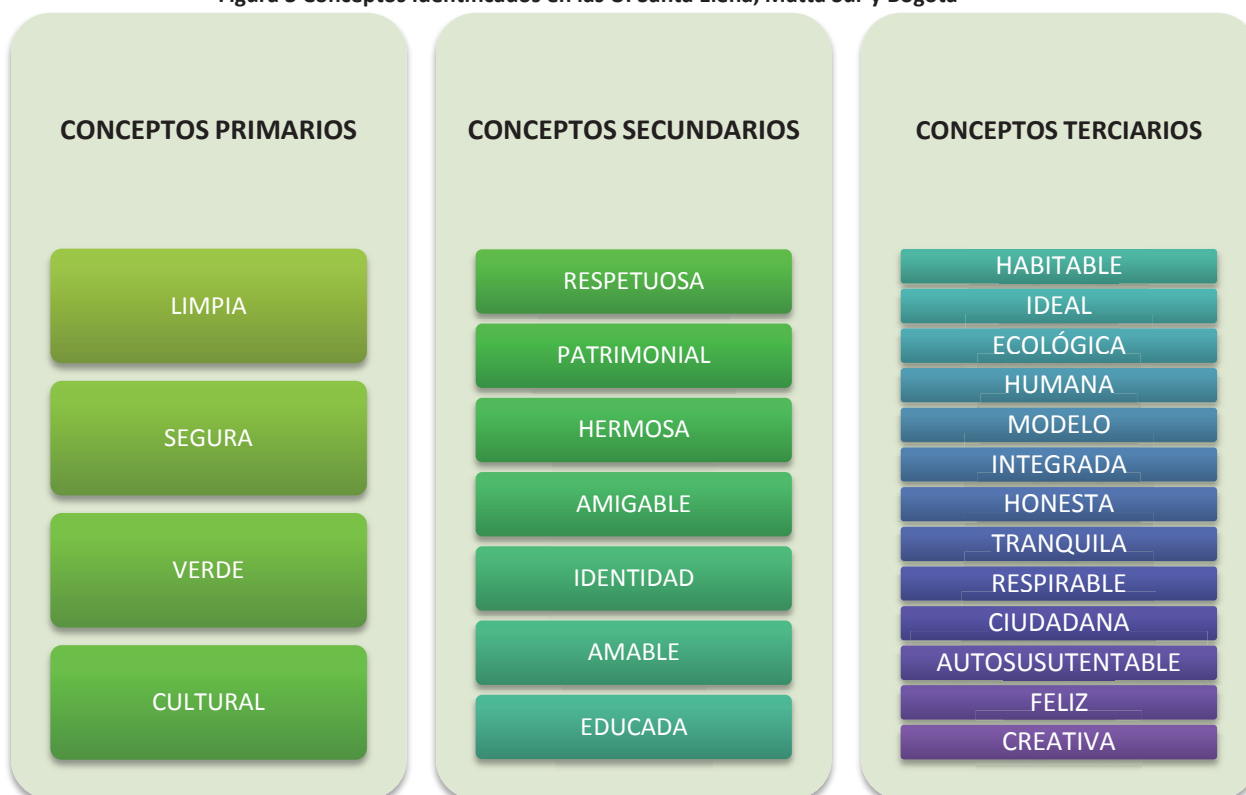 CONCEPTOS PRIMARIOS
LIMPIA
SEGURA
VERDE
CULTURAL
CONCEPTOS SECUNDARIOS
RESPETUOSA
PATRIMONIAL
HERMOSA
AMIGABLE
IDENTIDAD
AMABLE
EDUCADA
CONCEPTOS TERCIARIOS
HABITABLE
IDEAL
ECOLÓGICA
HUMANA
MODELO
INTEGRADA
HONESTA
TRANQUILA
RESPIRABLE
CIUDADANA
AUTOSUSUTENTABLE
FELIZ
CREATIVA